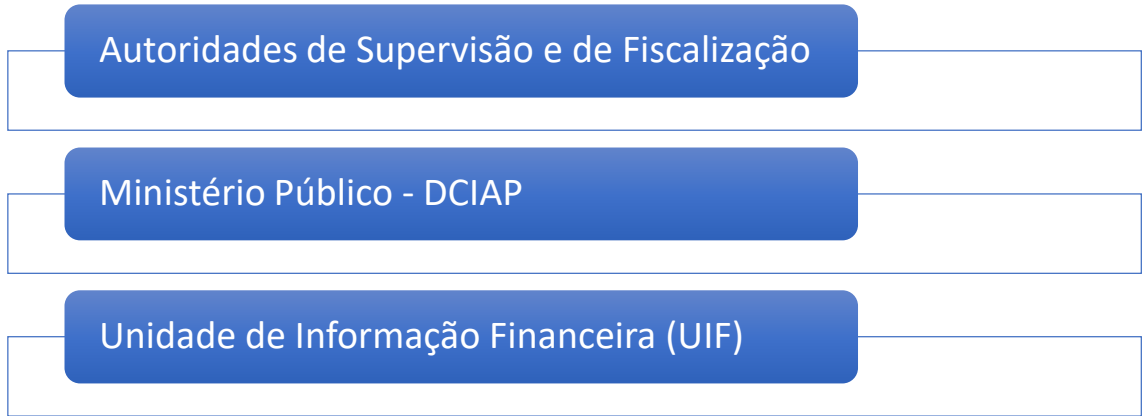 Autoridades de Supervisão e de Fiscalização
Ministério Público - DCIAP
Unidade de Informação Financeira (UIF)